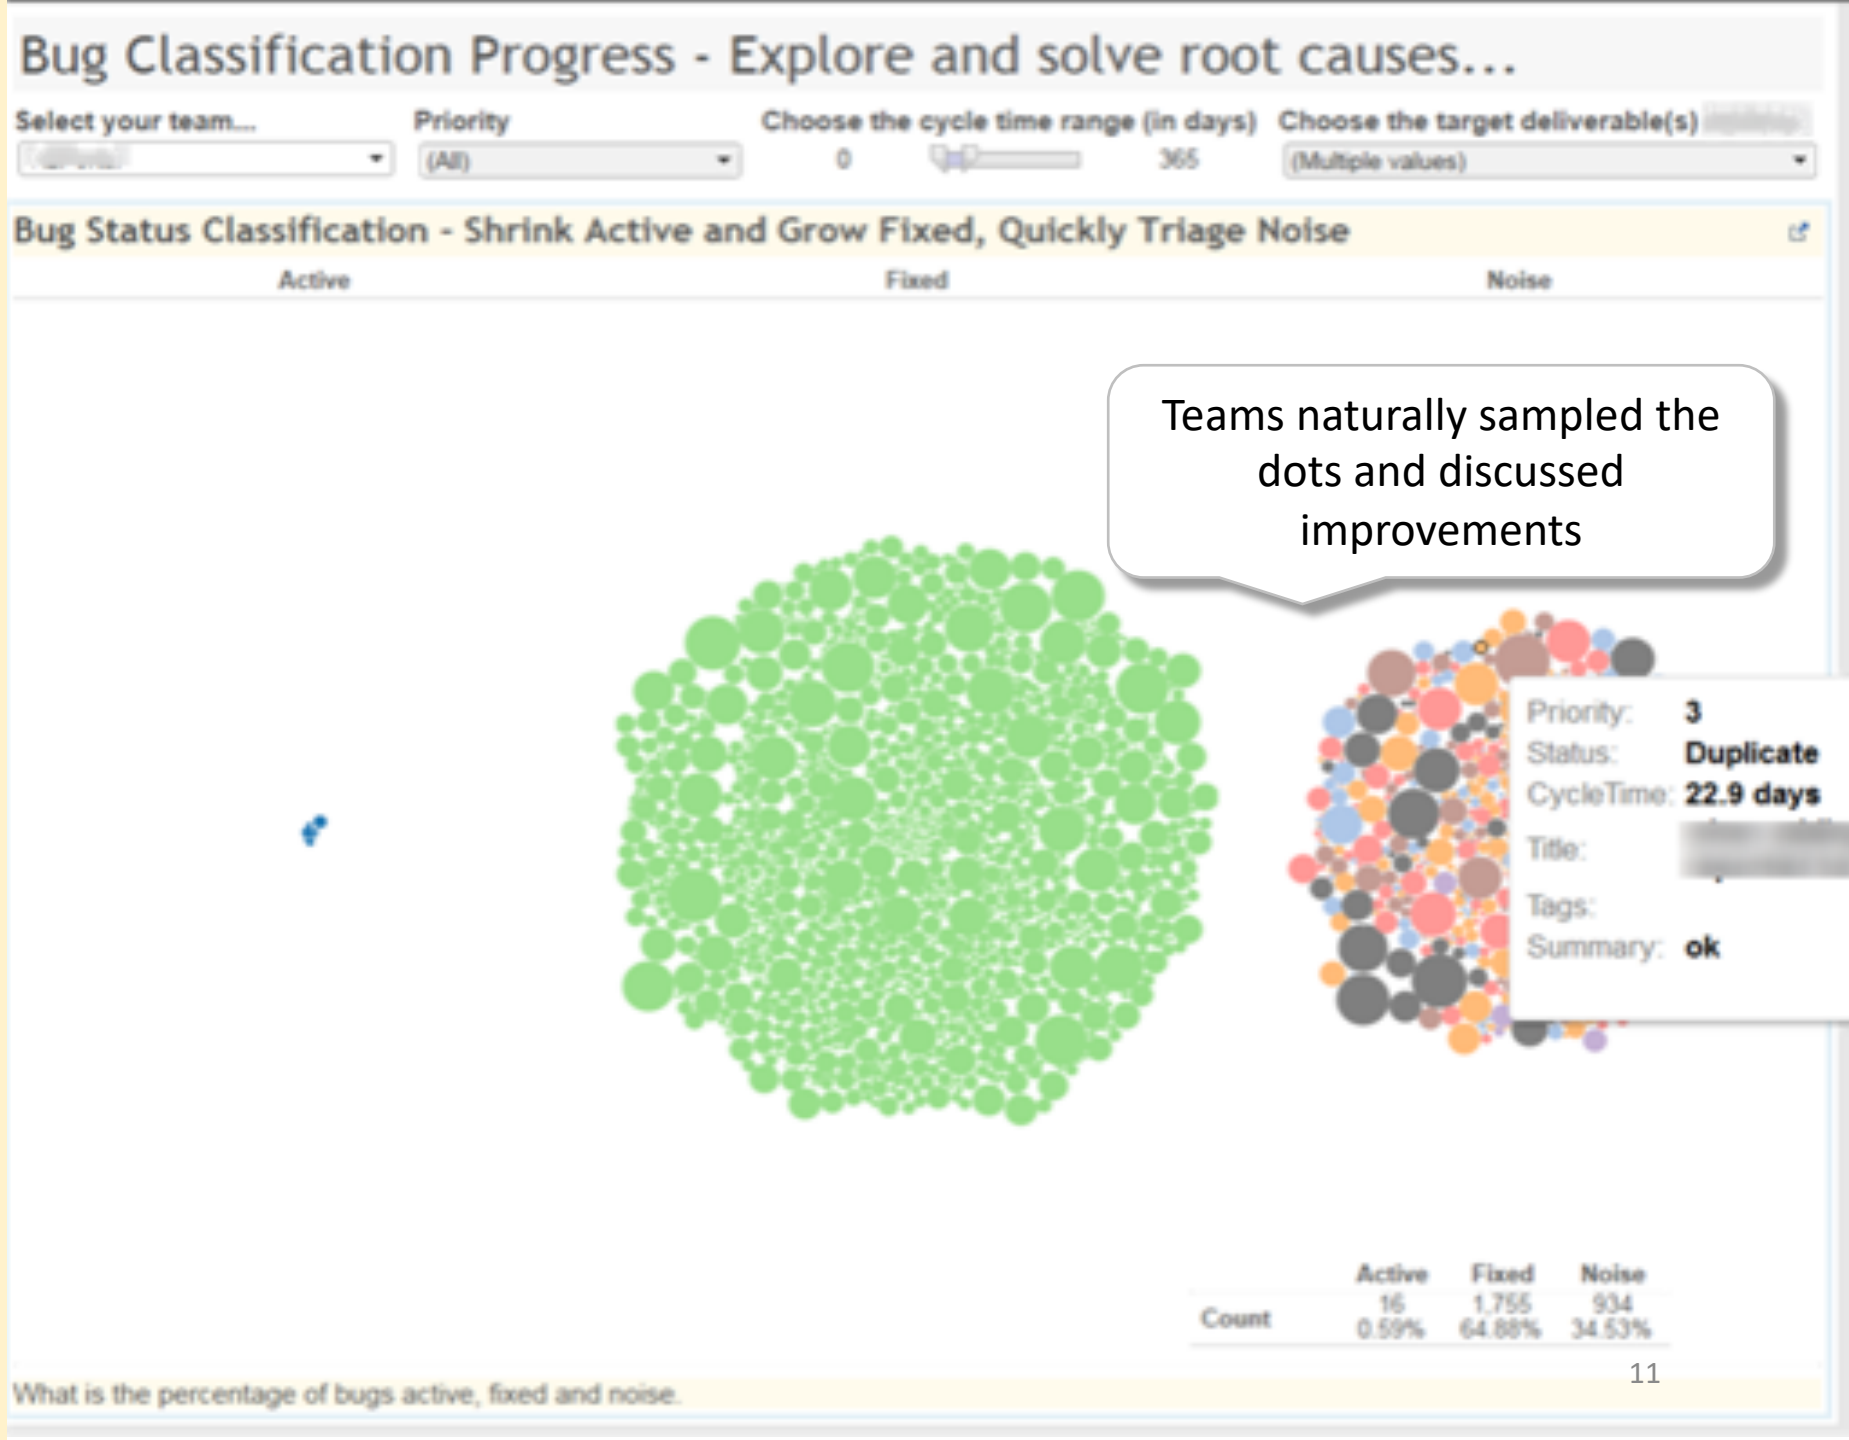 Bug Classification Progress - Explore and solve root causes...
Select your team... Priority Choose the cycle time range (in days) Choose the target deliverable(s)
(All) 0 365 (Multiple values)
Bug Status Classification - Shrink Active and Grow Fixed, Quickly Triage Noise
Active Fixed Noise
Teams naturally sampled the
dots and discussed
improvements
Priority: 3
Status: Duplicate
CycleTime: 22.9 days
Title:
Tags:
Summary: ok
Active Fixed Noise
Count 16 1,755 934
0.59% 64.88% 34.53%
11
What is the percentage of bugs active, fixed and noise.